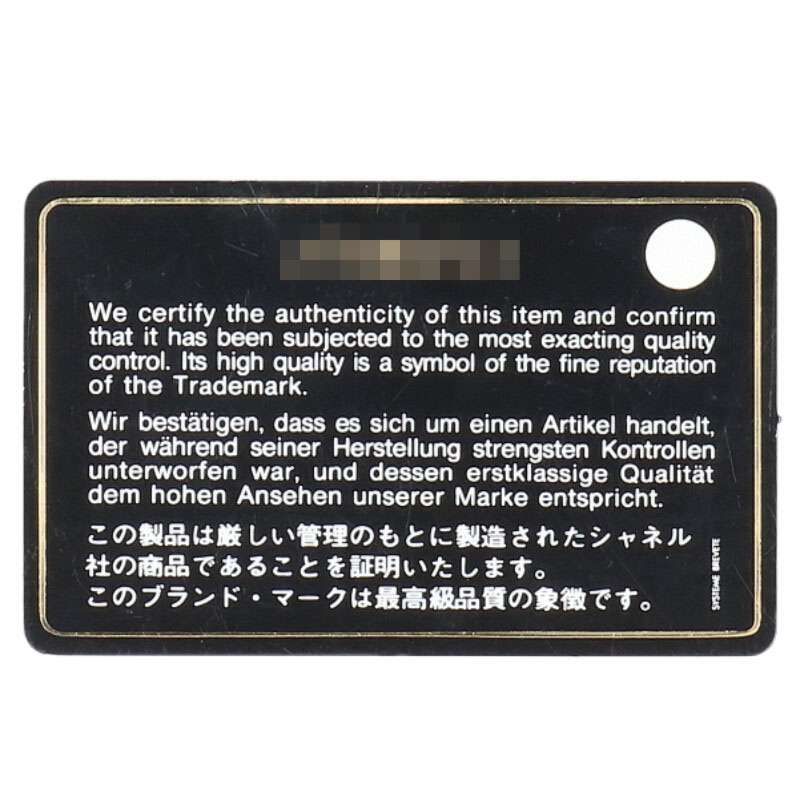 We certify the authenticity of this item and confirm
that it has been subjected to the most exacting quality
control. Its high quality is a symbol of the fine reputation
of the Trademark.
Wir bestätigen, dass es sich um einen Artikel handelt,
der während seiner Herstellung strengsten Kontrollen
unterworfen war, und dessen erstklassige Qualität
dem hohen Ansehen unserer Marke entspricht.
この製品は厳しい管理のもとに製造されたシャネル
社の商品であることを証明いたします。
このブランド・マークは最高級品質の象徴です。
SYSTEME BREVETE